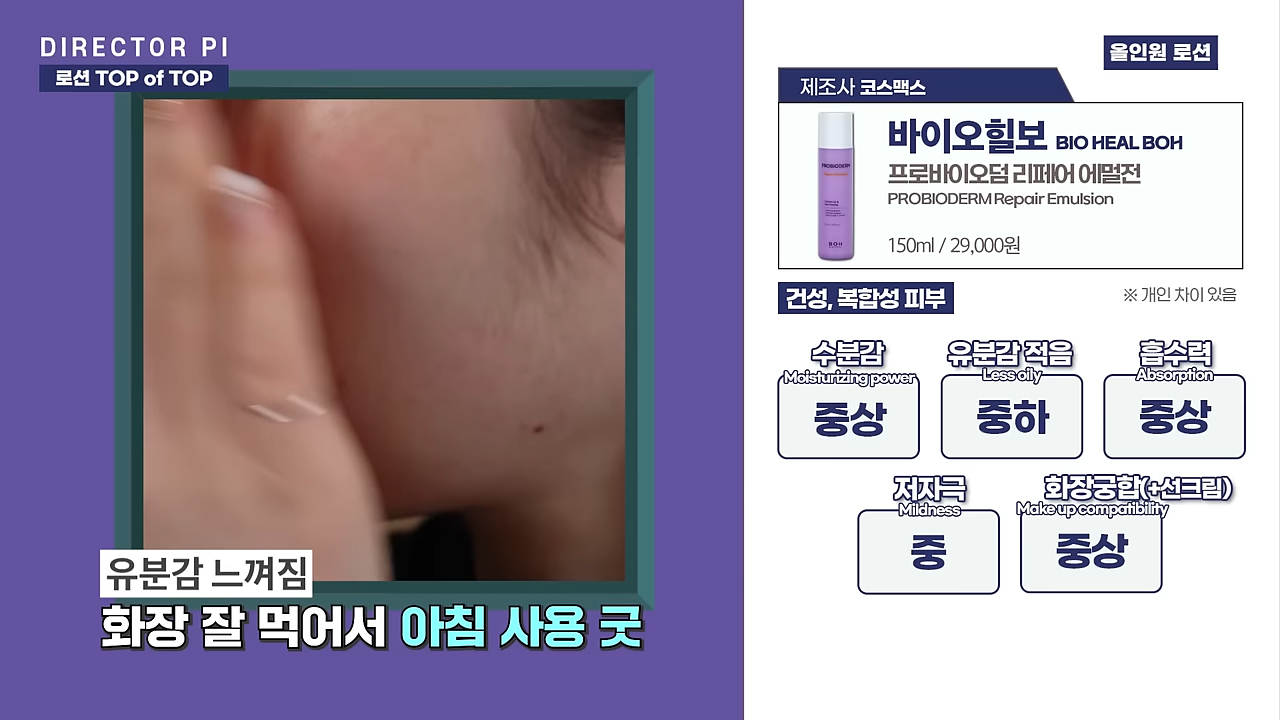 DIRECTOR PI
로션 TOP of TOP
유분감 느껴짐
화장 잘 먹어서 아침 사용 굿
올인원 로션
제조사 코스맥스
바이오힐보 BIO HEAL BOH
프로바이오덤 리페어 에멀전
PROBIODERM Repair Emulsion
150ml / 29,000원
PROBIODERM
BOH
건성, 복합성 피부
※ 개인 차이 있음
수분감
Moisturizing power
중상
유분감 적음
Less oily
중하
흡수력
Absorption
중상
저자극
Mildness
중
화장궁합(+선크림)
Make up compatibility
중상